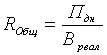 R_Общ = П_дн / В_реал